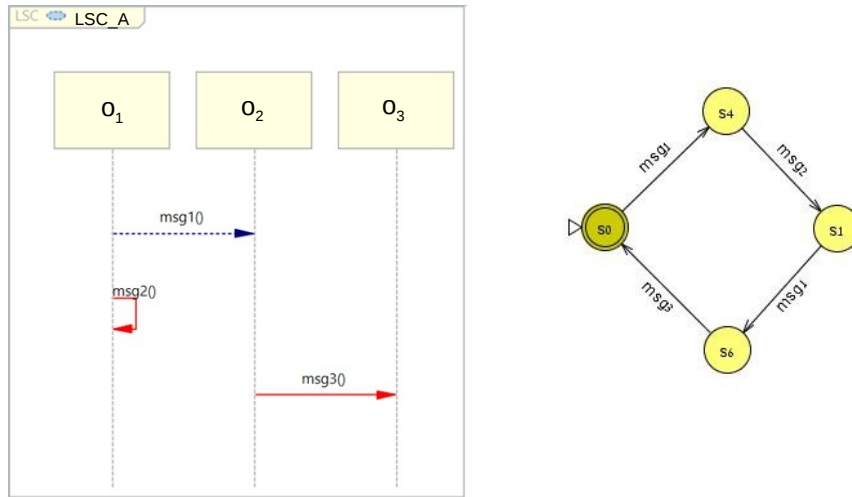 LSC LSC_A
o₁ o₂ o₃
msg1()
msg2()
msg3()
s4
msg1 msg2
s0 s1
msg3 msg1
s6